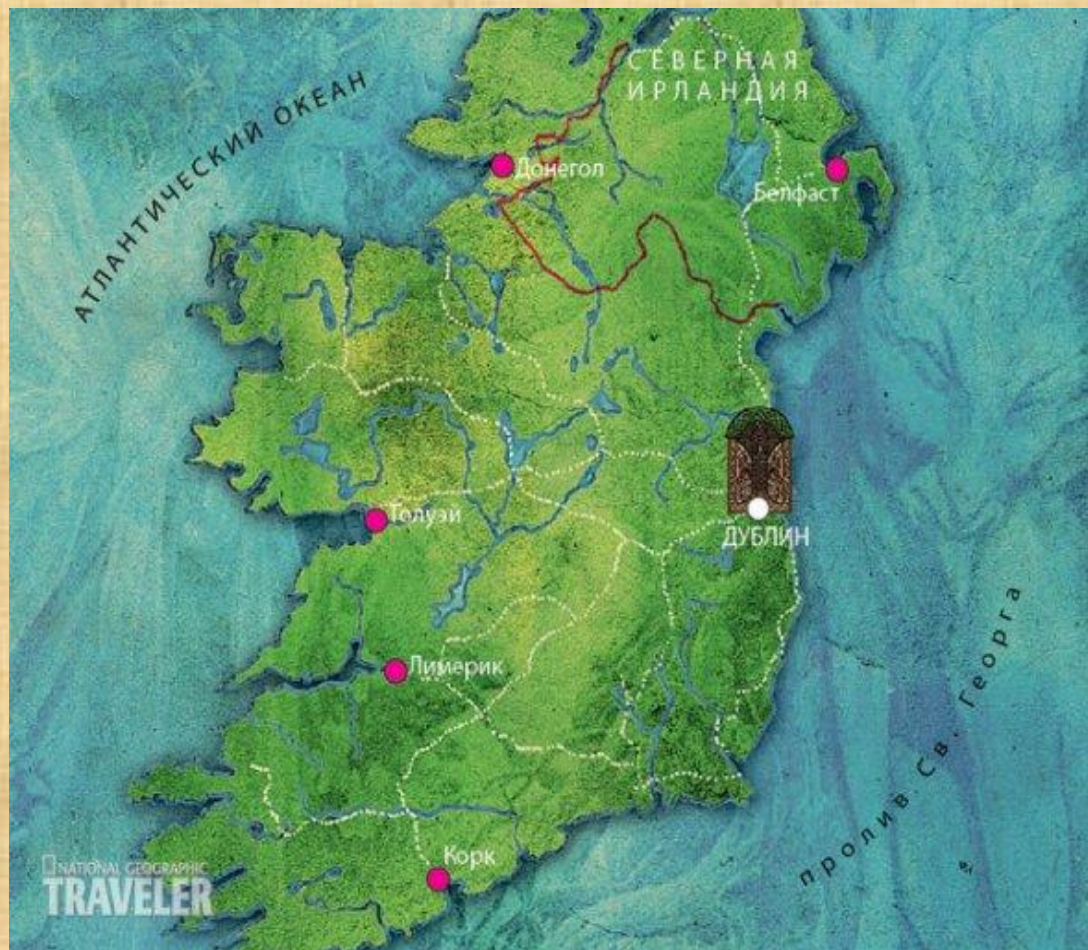 СЕВЕРНАЯ
ИРЛАНДИЯ
АТЛАНТИЧЕСКИЙ ОКЕАН
Донегол
Белфаст
Голуэй
ДУБЛИН
Лимерик
пролив Св. Георга
Корк
NATIONAL GEOGRAPHIC
TRAVELER